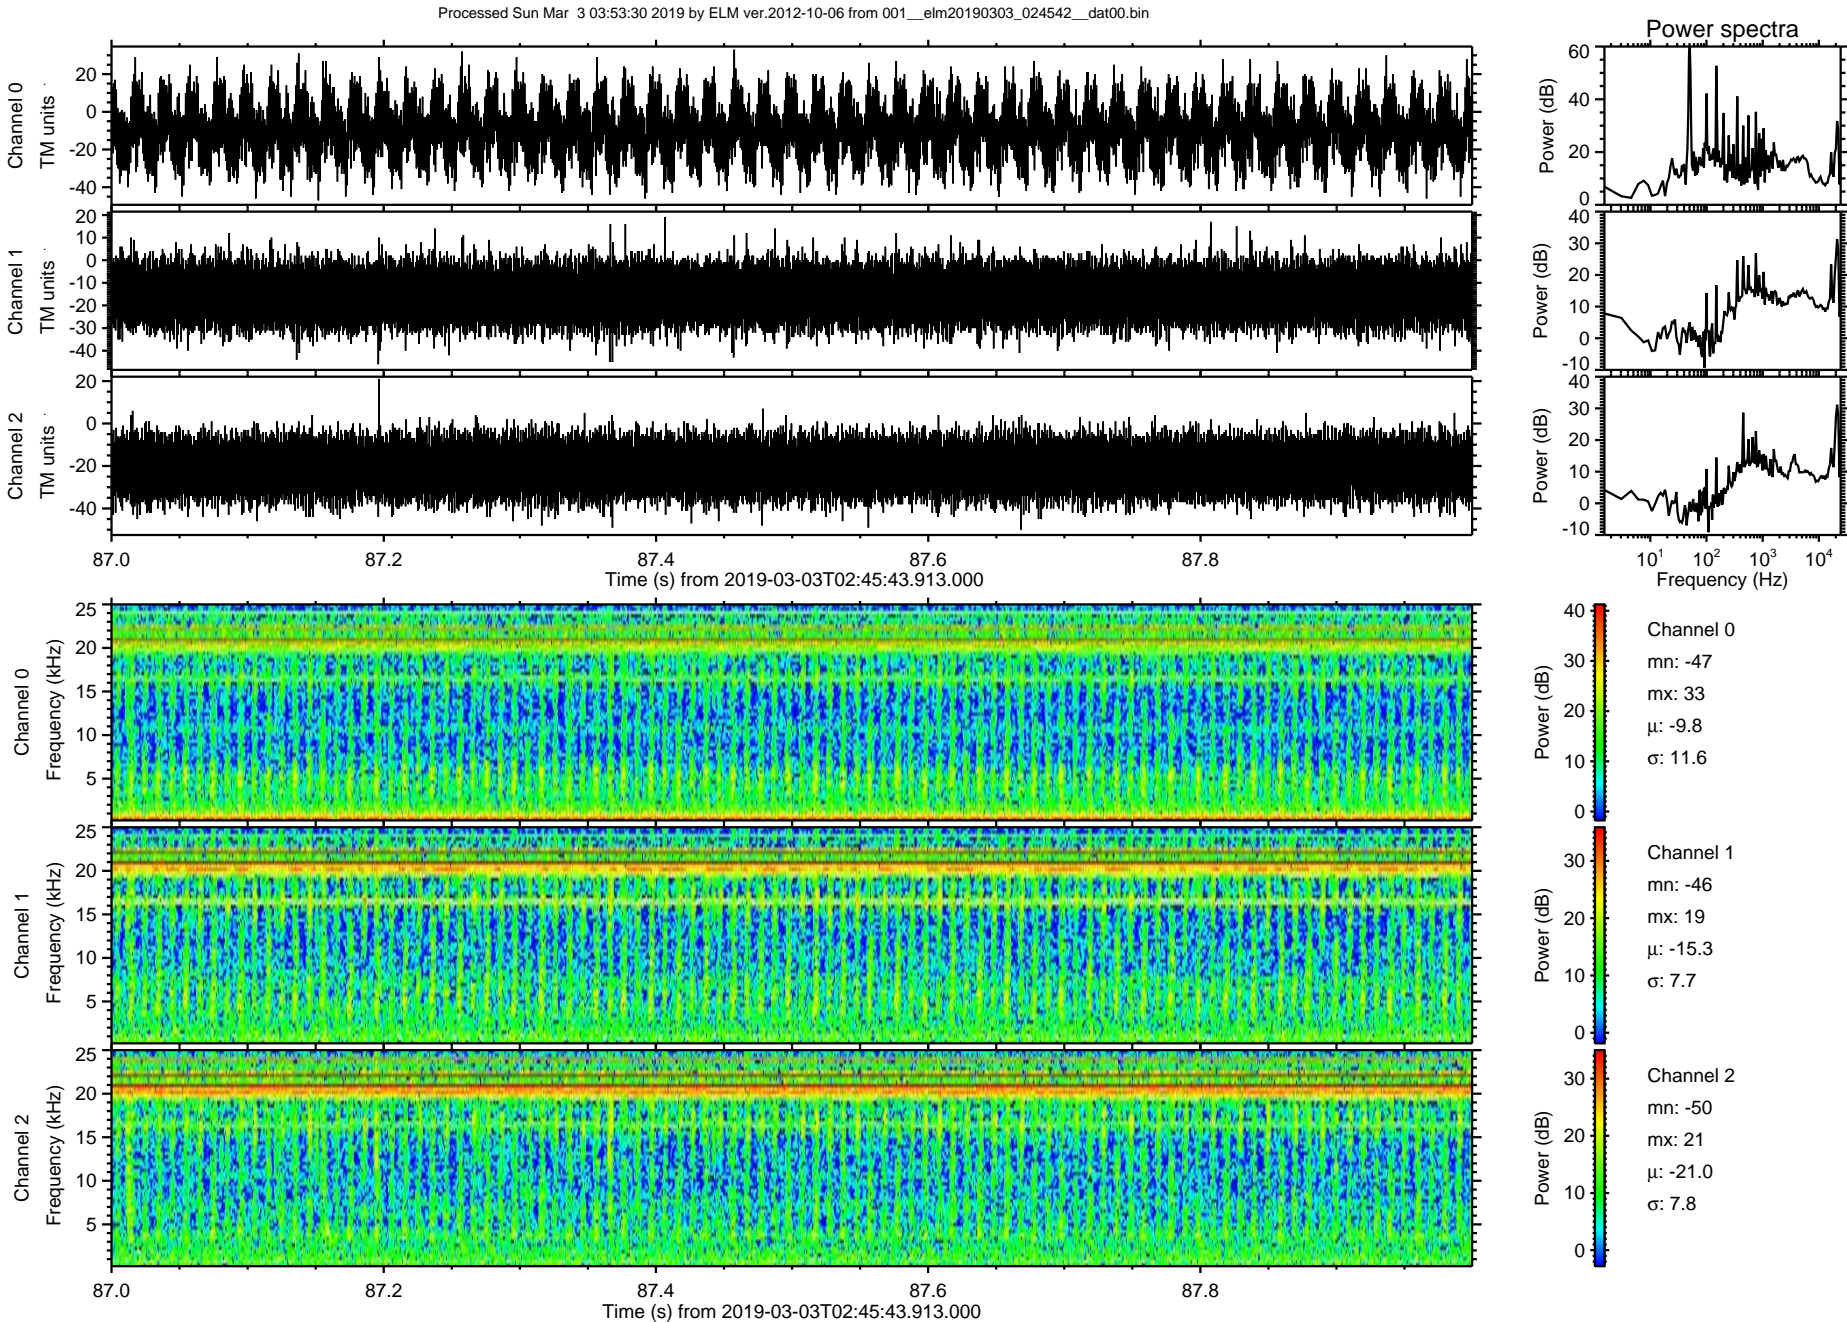 Processed Sun Mar  3 03:53:30 2019 by ELM ver.2012-10-06 from 001__elm20190303_024542__dat00.bin
Power spectra
Channel 0
TM units
20
0
-20
-40
Power (dB)
60
40
20
0
Channel 1
TM units
20
10
0
-10
-20
-30
-40
Power (dB)
40
30
20
10
0
-10
Channel 2
TM units
20
0
-20
-40
Power (dB)
40
30
20
10
0
-10
87.0 87.2 87.4 87.6 87.8
Time (s) from 2019-03-03T02:45:43.913.000
10^1 10^2 10^3 10^4
Frequency (Hz)
Channel 0
Frequency (kHz)
25
20
15
10
5
Power (dB)
40
30
20
10
0
Channel 0
mn: -47
mx: 33
μ: -9.8
σ: 11.6
Channel 1
Frequency (kHz)
25
20
15
10
5
Power (dB)
30
20
10
0
Channel 1
mn: -46
mx: 19
μ: -15.3
σ: 7.7
Channel 2
Frequency (kHz)
25
20
15
10
5
Power (dB)
30
20
10
0
Channel 2
mn: -50
mx: 21
μ: -21.0
σ: 7.8
87.0 87.2 87.4 87.6 87.8
Time (s) from 2019-03-03T02:45:43.913.000